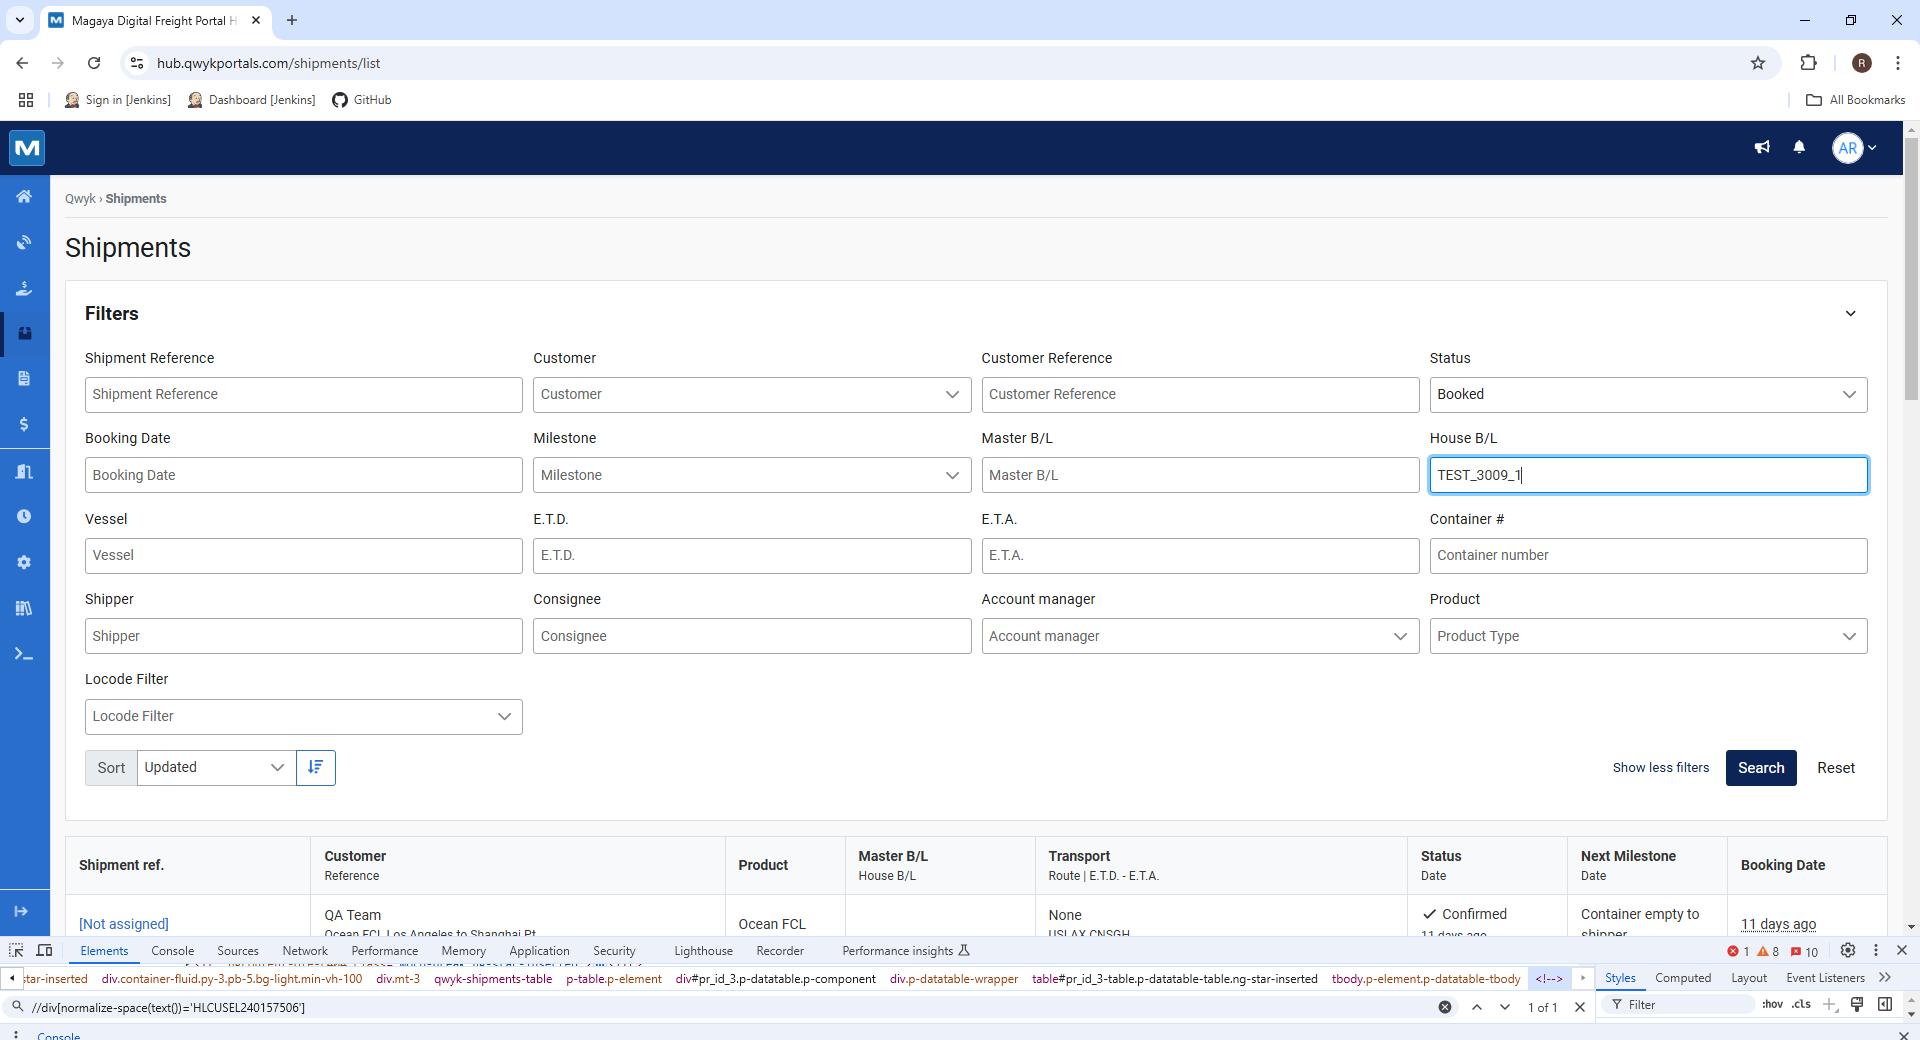 Magaya Digital Freight Portal H
hub.qwykportals.com/shipments/list
R
Sign in [Jenkins]
Dashboard [Jenkins]
GitHub
All Bookmarks
M
AR
Qwyk › Shipments
Shipments
Filters
Shipment Reference
Customer
Customer Reference
Status
Shipment Reference
Customer
Customer Reference
Booked
Booking Date
Milestone
Master B/L
House B/L
Booking Date
Milestone
Master B/L
TEST_3009_1
Vessel
E.T.D.
E.T.A.
Container #
Vessel
E.T.D.
E.T.A.
Container number
Shipper
Consignee
Account manager
Product
Shipper
Consignee
Account manager
Product Type
Locode Filter
Locode Filter
Sort
Updated
Show less filters
Search
Reset
Shipment ref.
Customer
Reference
Product
Master B/L
House B/L
Transport
Route | E.T.D. - E.T.A.
Status
Date
Next Milestone
Date
Booking Date
[Not assigned]
QA Team
Ocean FCL Los Angeles to Shanghai Pt
Ocean FCL
None
USLAX CNSGH
Confirmed
11 days ago
Container empty to
shipper
11 days ago
Elements
Console
Sources
Network
Performance
Memory
Application
Security
Lighthouse
Recorder
Performance insights
1
8
10
star-inserted
div.container-fluid.py-3.pb-5.bg-light.min-vh-100
div.mt-3
qwyk-shipments-table
p-table.p-element
div#pr_id_3.p-datatable.p-component
div.p-datatable-wrapper
table#pr_id_3-table.p-datatable-table.ng-star-inserted
tbody.p-element.p-datatable-tbody
<!-->
Styles
Computed
Layout
Event Listeners
//div[normalize-space(text())='HLCUSEL240157506']
1 of 1
Filter
:hov
.cls
Console